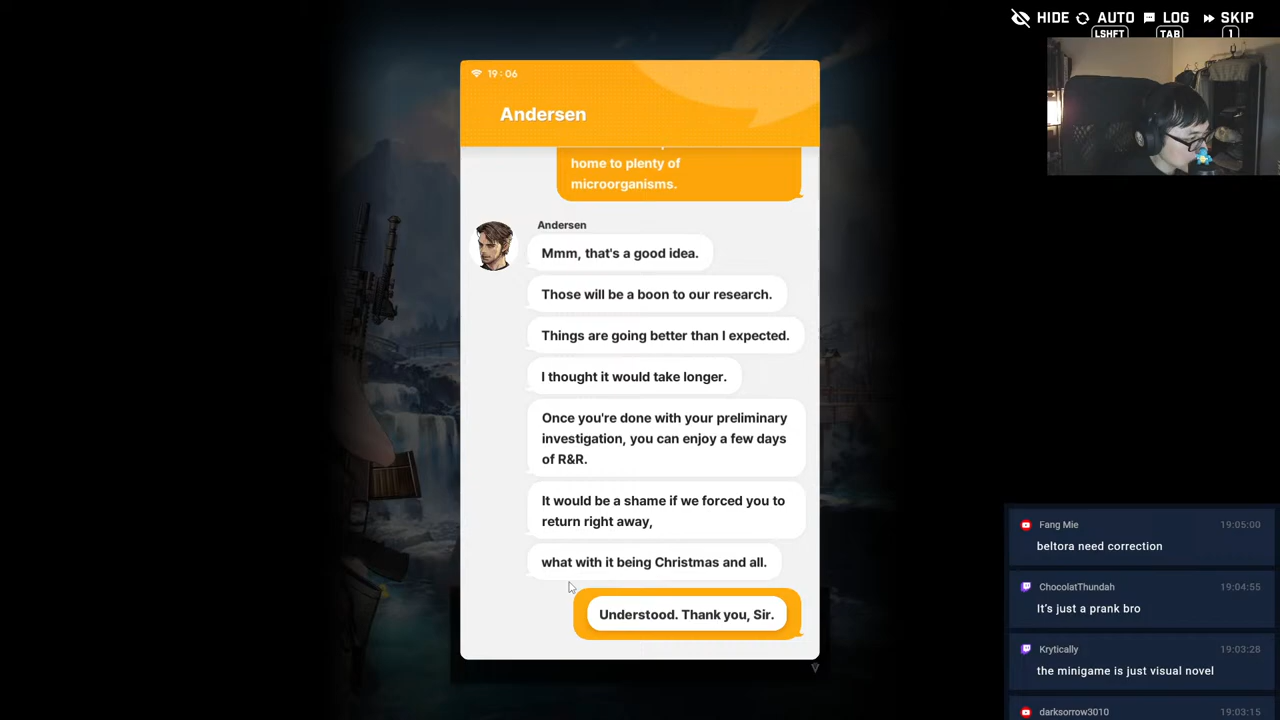 HIDE AUTO LOG SKIP
LSHFT TAB 1
19:06
Andersen
home to plenty of
microorganisms.
Andersen
Mmm, that's a good idea.
Those will be a boon to our research.
Things are going better than I expected.
I thought it would take longer.
Once you're done with your preliminary
investigation, you can enjoy a few days
of R&R.
It would be a shame if we forced you to
return right away,
what with it being Christmas and all.
Understood. Thank you, Sir.
Fang Mie 19:05:00
beltora need correction
ChocolatThundah 19:04:55
It's just a prank bro
Krytically 19:03:28
the minigame is just visual novel
darksorrow3010 19:03:15